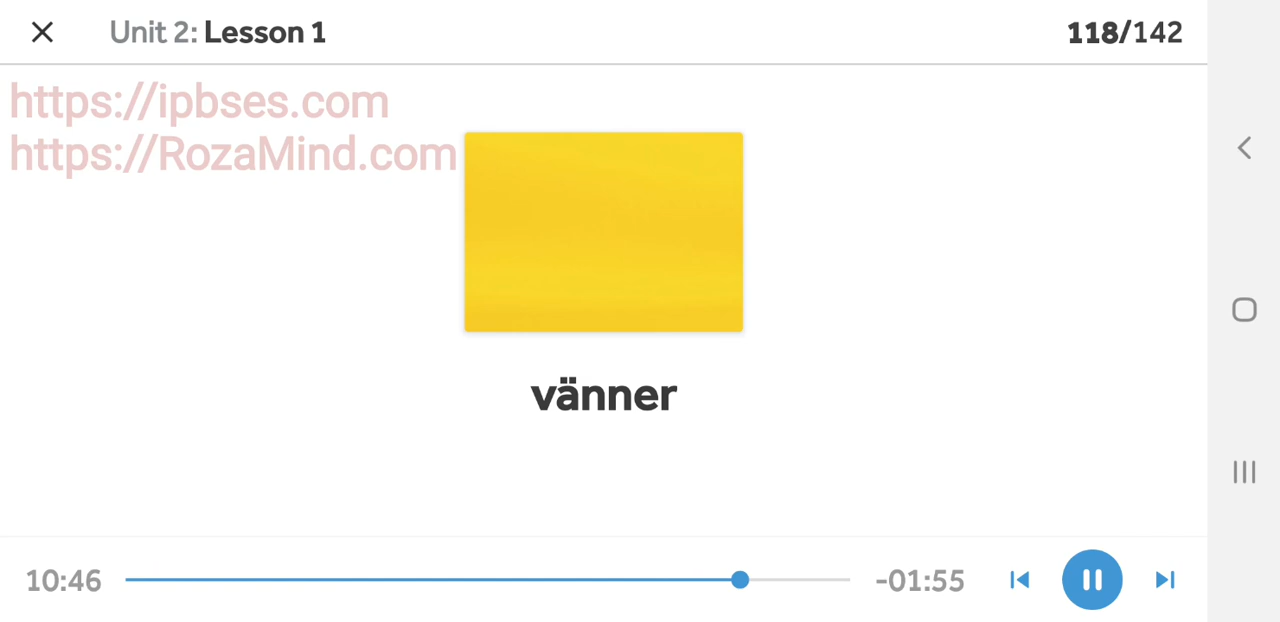 Unit 2: Lesson 1
118/142
https://ipbses.com
https://RozaMind.com
vänner
10:46
-01:55